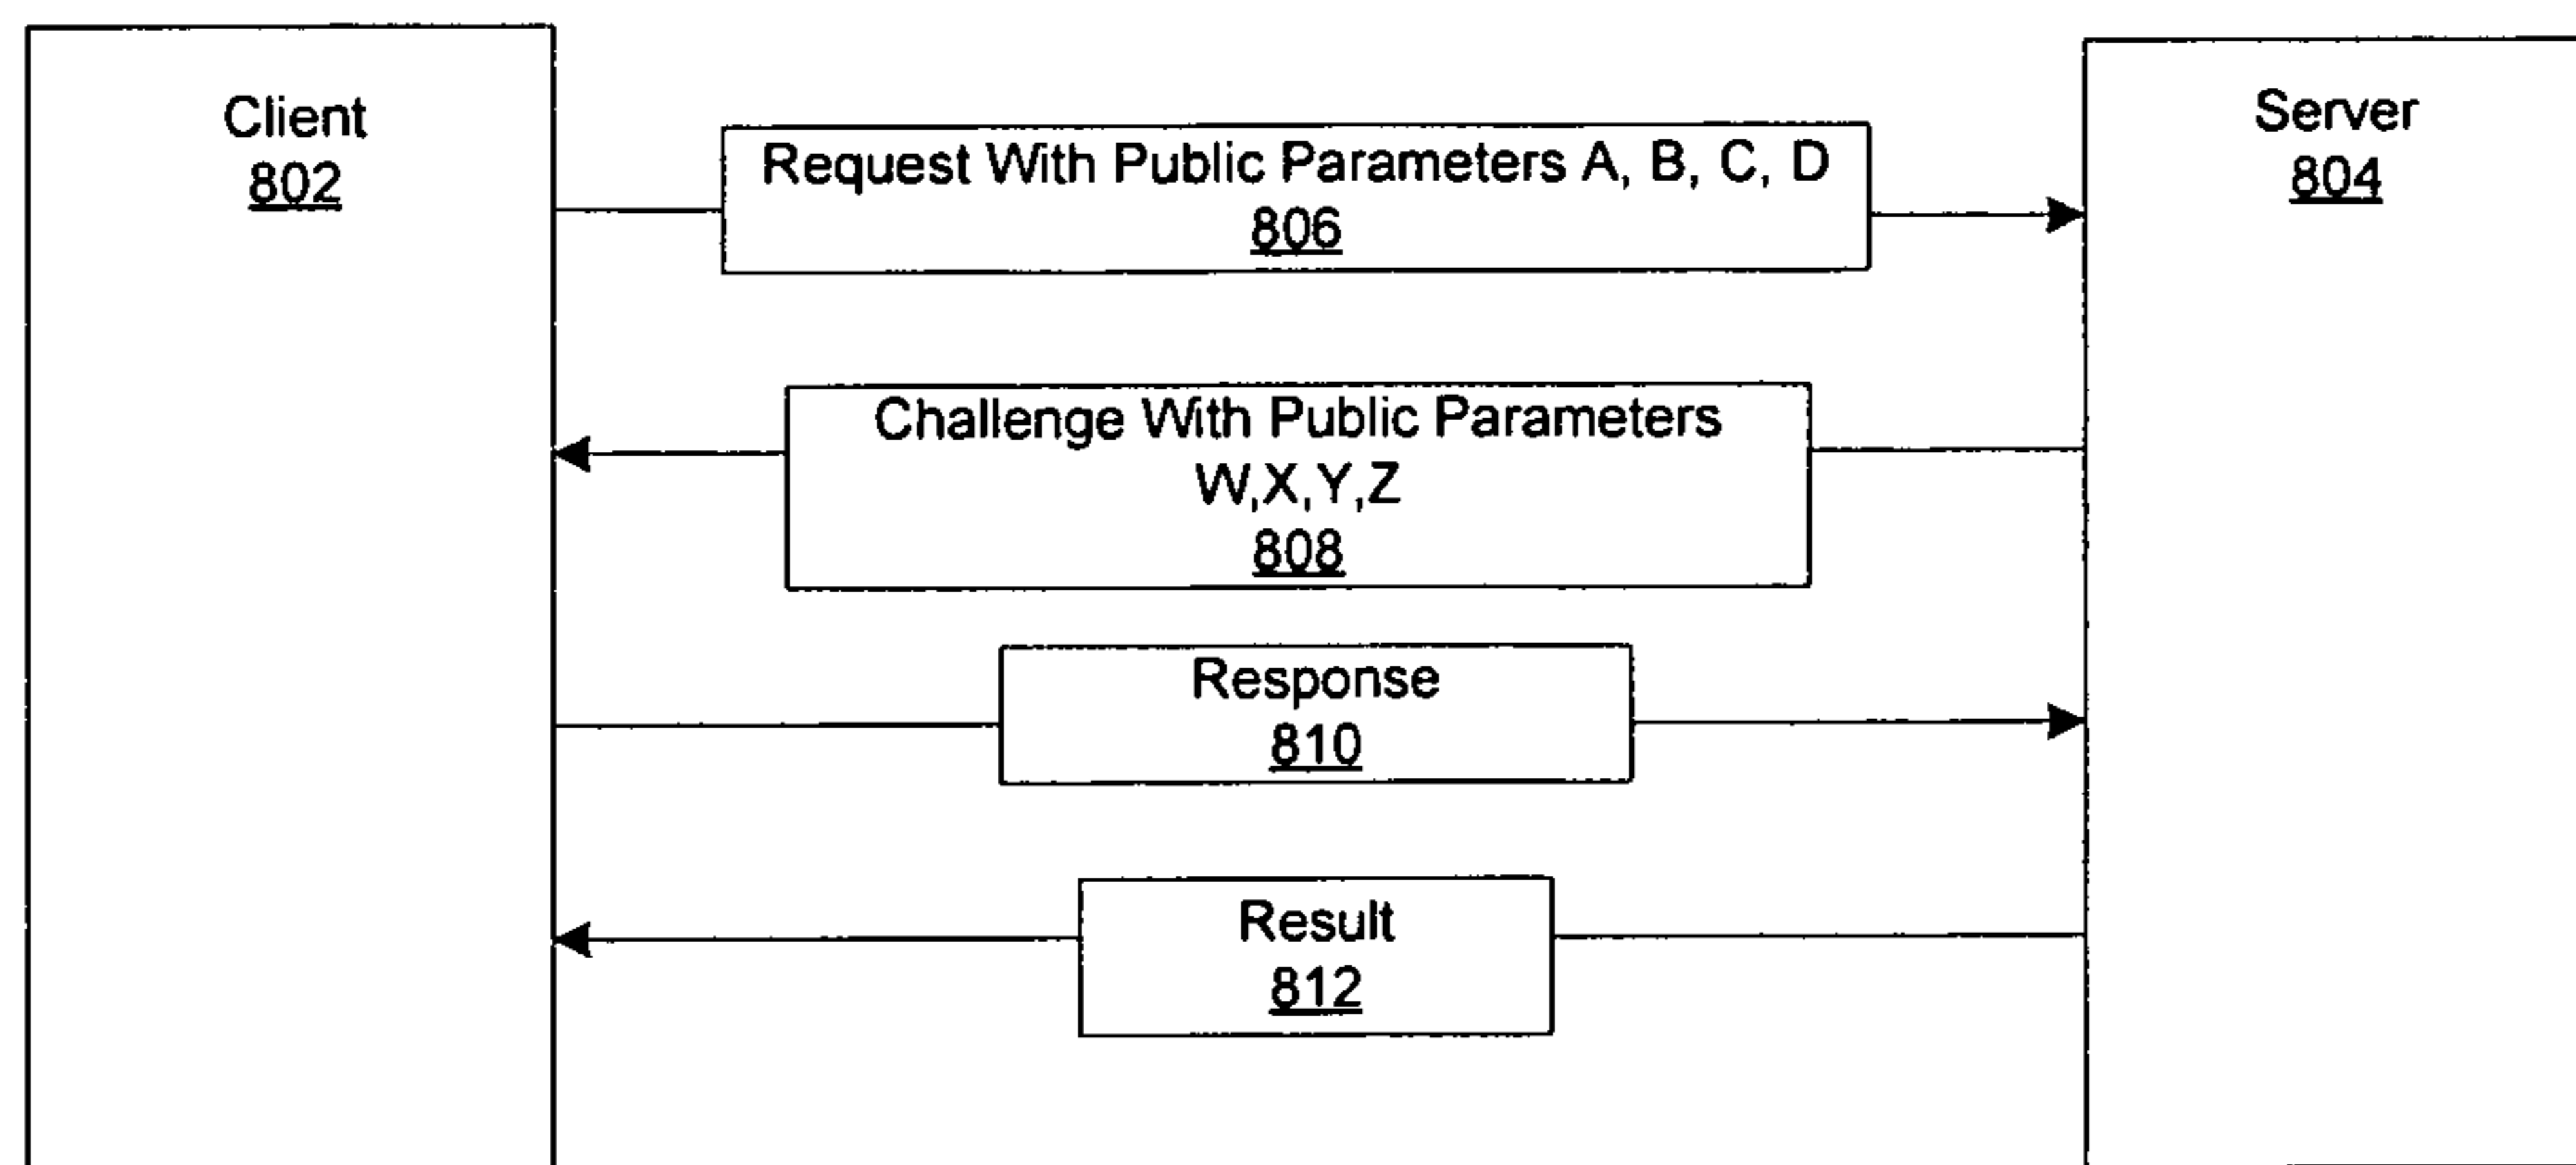 Client
802
Server
804
Request With Public Parameters A, B, C, D
806
Challenge With Public Parameters
W,X,Y,Z
808
Response
810
Result
812